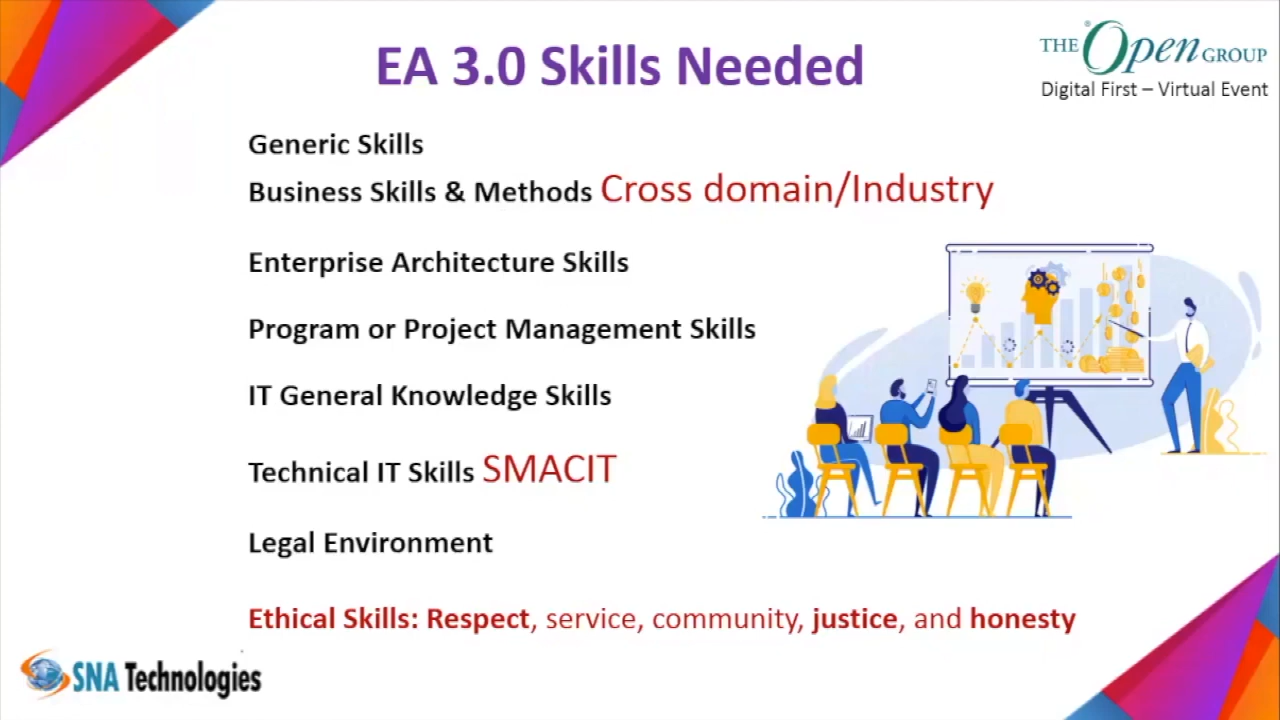 EA 3.0 Skills Needed
THE Open GROUP
Digital First – Virtual Event
Generic Skills
Business Skills & Methods Cross domain/Industry
Enterprise Architecture Skills
Program or Project Management Skills
IT General Knowledge Skills
Technical IT Skills SMACIT
Legal Environment
Ethical Skills: Respect, service, community, justice, and honesty
SNA Technologies